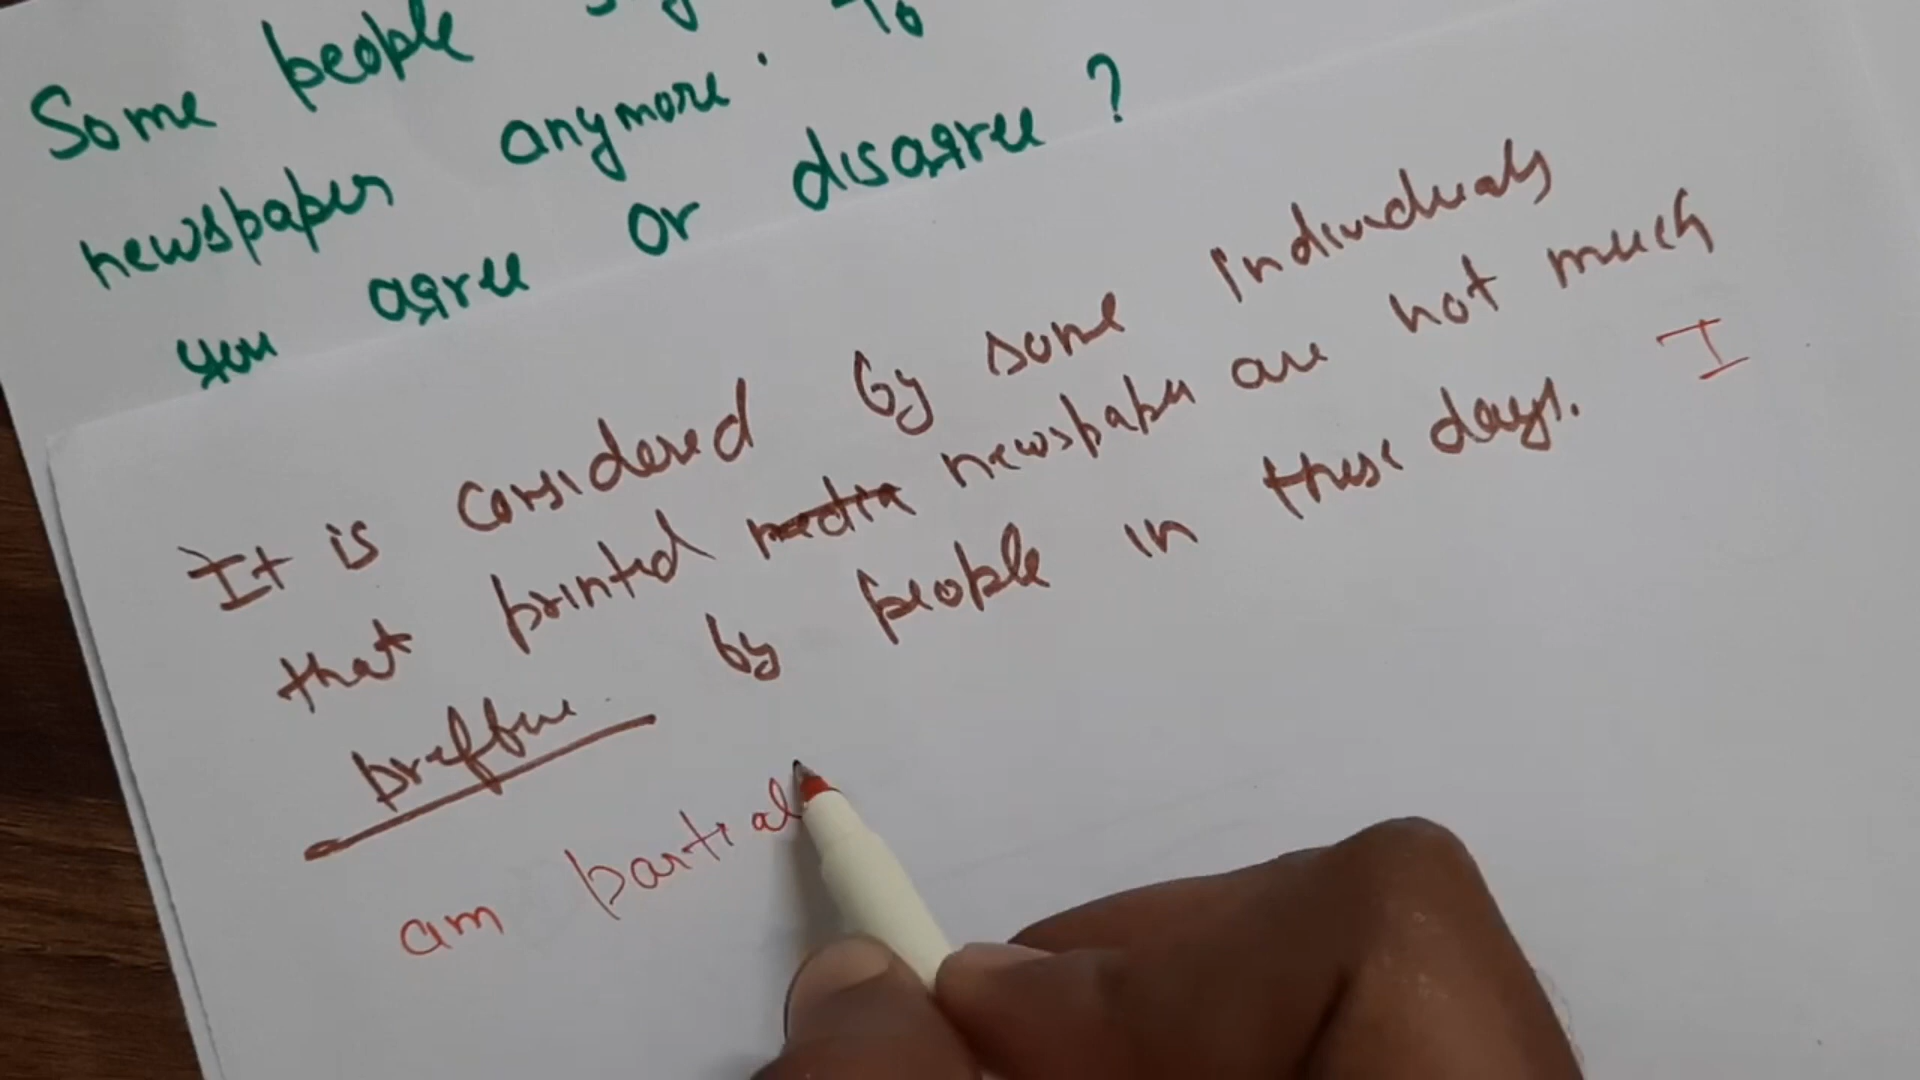 Some people
newspaper anymore. To
you agree or disagree ?
It is considered by some individuals
that printed media newspaper are not much
preffere by people in these days. I
am partial